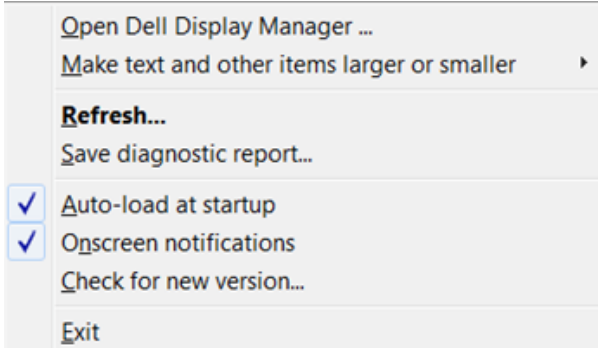 Open Dell Display Manager ...
Make text and other items larger or smaller
Refresh...
Save diagnostic report...
Auto-load at startup
Onscreen notifications
Check for new version...
Exit